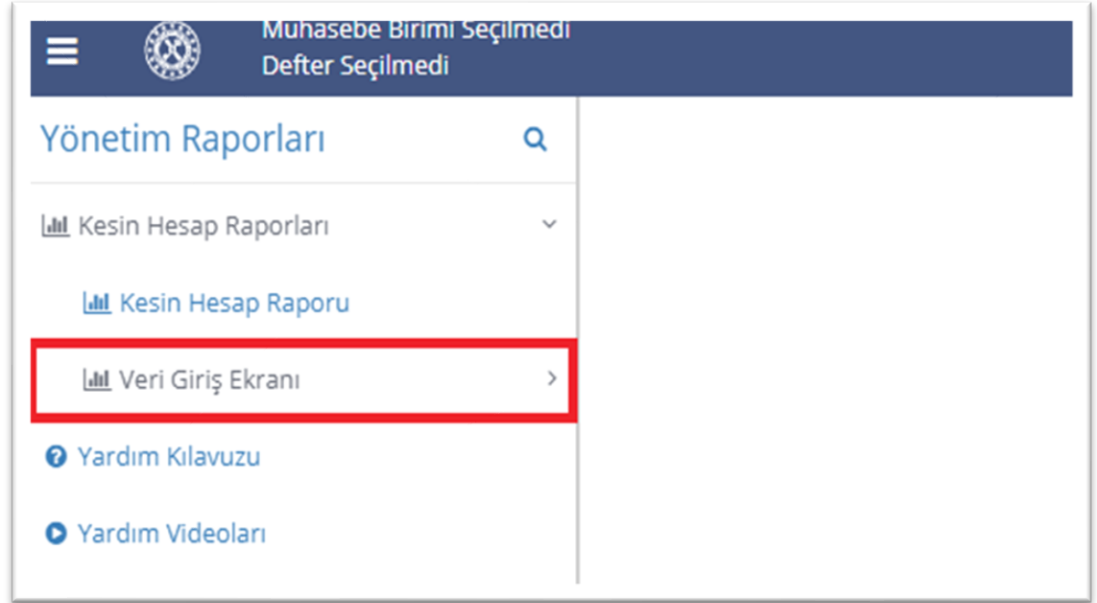 Muhasebe Birimi Seçilmedi
Defter Seçilmedi
Yönetim Raporları
Kesin Hesap Raporları
Kesin Hesap Raporu
Veri Giriş Ekranı
Yardım Kılavuzu
Yardım Videoları